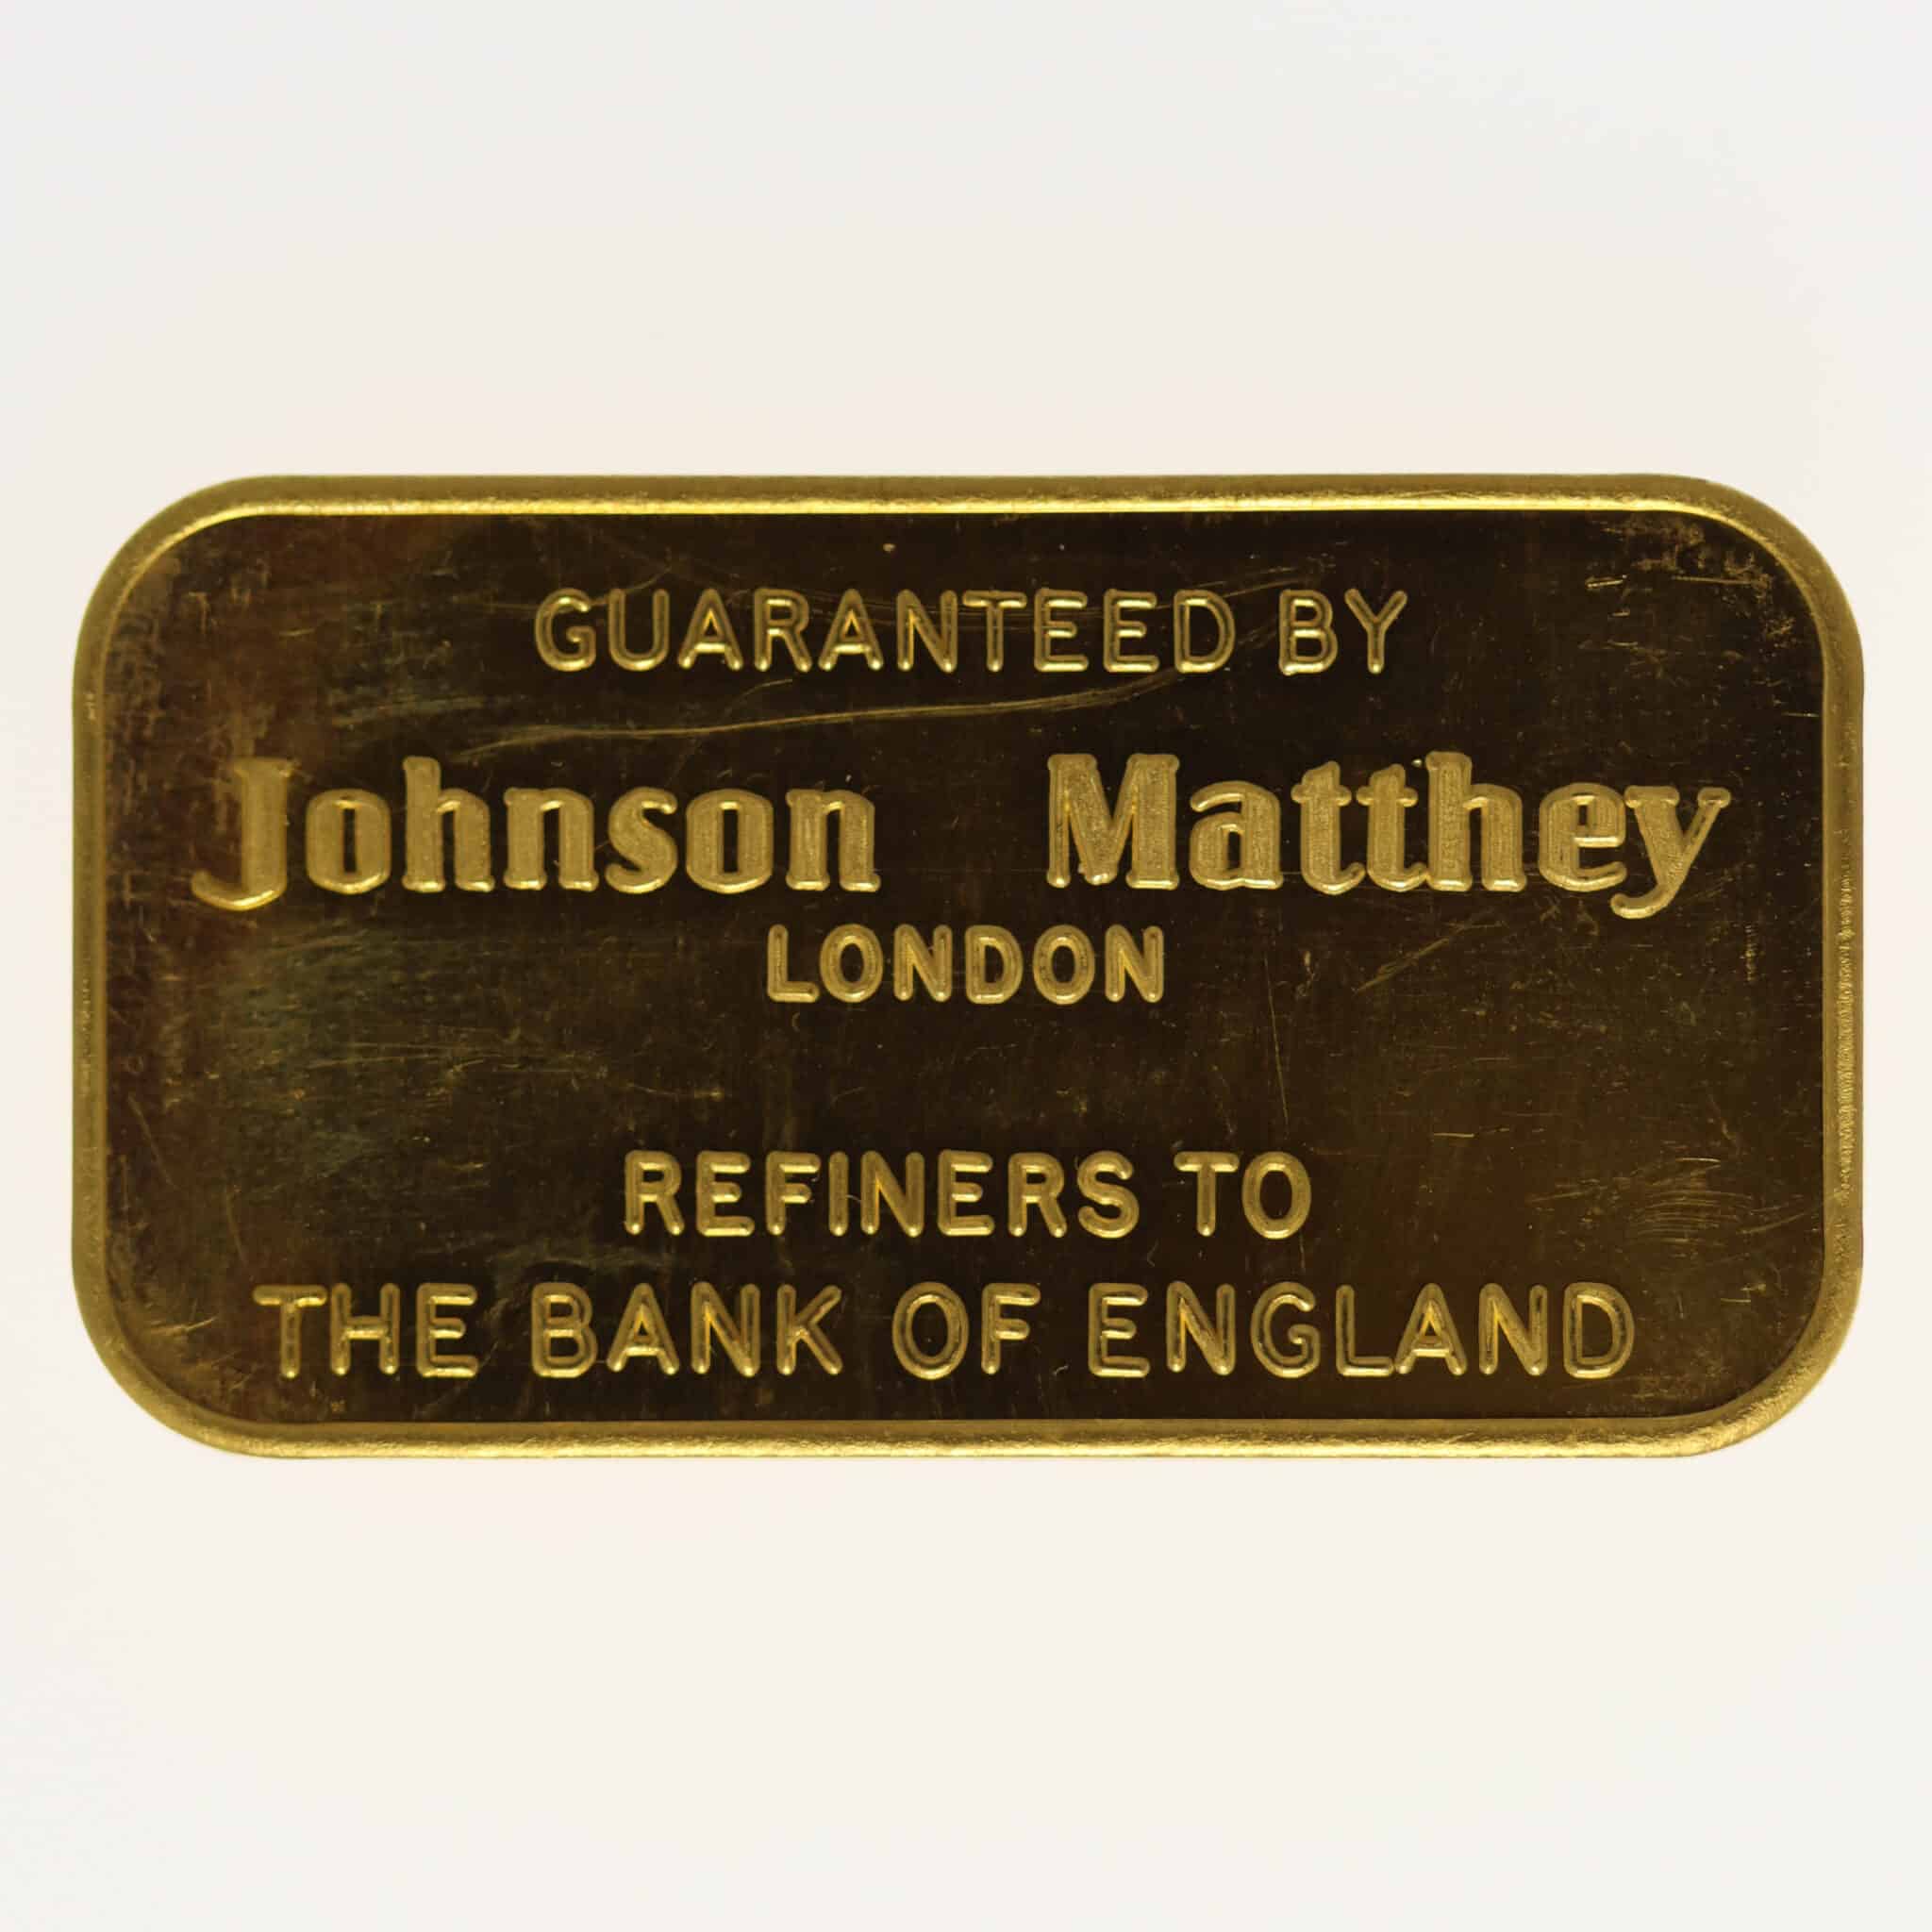 GUARANTEED BY
Johnson Matthey
LONDON
REFINERS TO
THE BANK OF ENGLAND